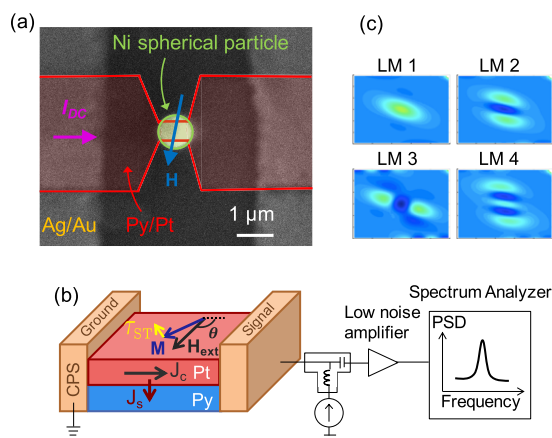 (a)
Ni spherical particle
I_DC
H
Ag/Au
Py/Pt
1 µm
(c)
LM 1
LM 2
LM 3
LM 4
(b)
Ground
Signal
CPS
τ_ST
M
H_ext
θ
J_c
Pt
J_s
Py
Low noise
amplifier
Spectrum Analyzer
PSD
Frequency